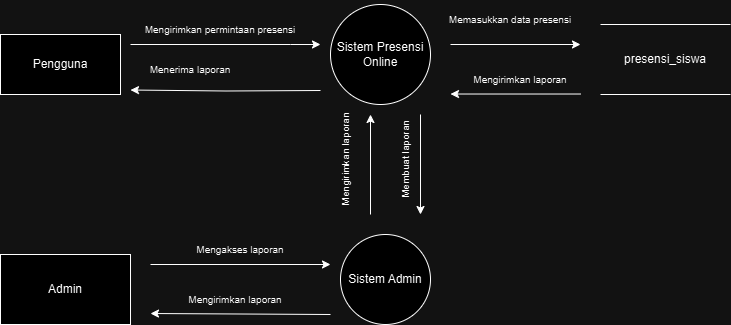 Mengirimkan permintaan presensi
Memasukkan data presensi
Pengguna
Sistem Presensi
Online
presensi_siswa
Menerima laporan
Mengirimkan laporan
Mengirimkan laporan
Membuat laporan
Mengakses laporan
Admin
Sistem Admin
Mengirimkan laporan